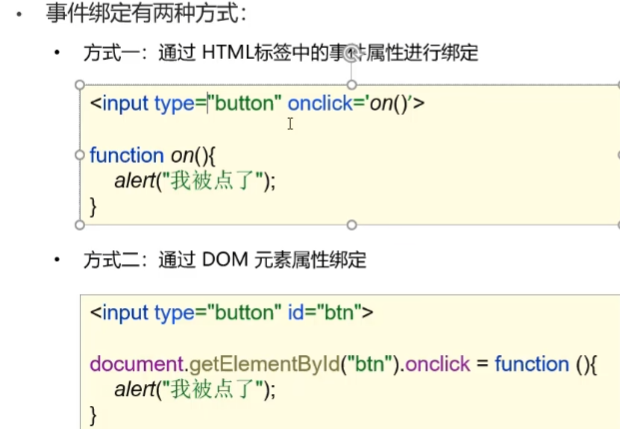 • 事件绑定有两种方式：
• 方式一：通过 HTML标签中的事件属性进行绑定
<input type="button" onclick='on()'>
function on(){
alert("我被点了");
}
• 方式二：通过 DOM 元素属性绑定
<input type="button" id="btn">
document.getElementById("btn").onclick = function (){
alert("我被点了");
}